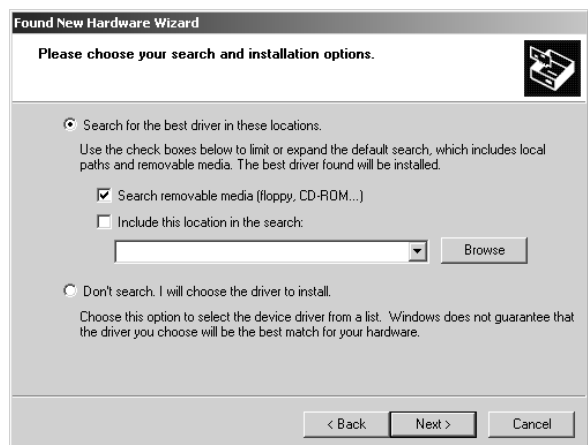 Found New Hardware Wizard
Please choose your search and installation options.
Search for the best driver in these locations.
Use the check boxes below to limit or expand the default search, which includes local
paths and removable media. The best driver found will be installed.
Search removable media (floppy, CD-ROM...)
Include this location in the search:
Browse
Don't search. I will choose the driver to install.
Choose this option to select the device driver from a list. Windows does not guarantee that
the driver you choose will be the best match for your hardware.
< Back Next > Cancel